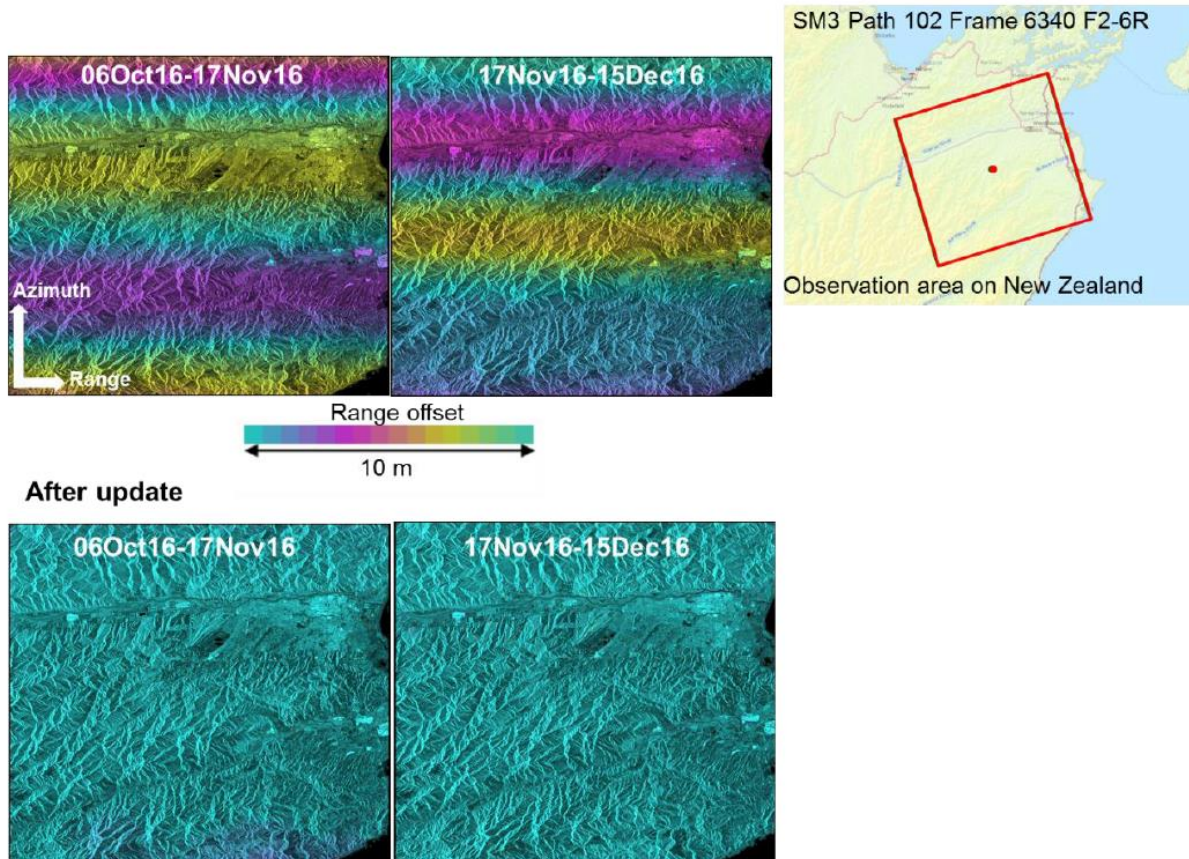 SM3 Path 102 Frame 6340 F2-6R
06Oct16-17Nov16
17Nov16-15Dec16
Azimuth
Range
Observation area on New Zealand
Range offset
10 m
After update
06Oct16-17Nov16
17Nov16-15Dec16